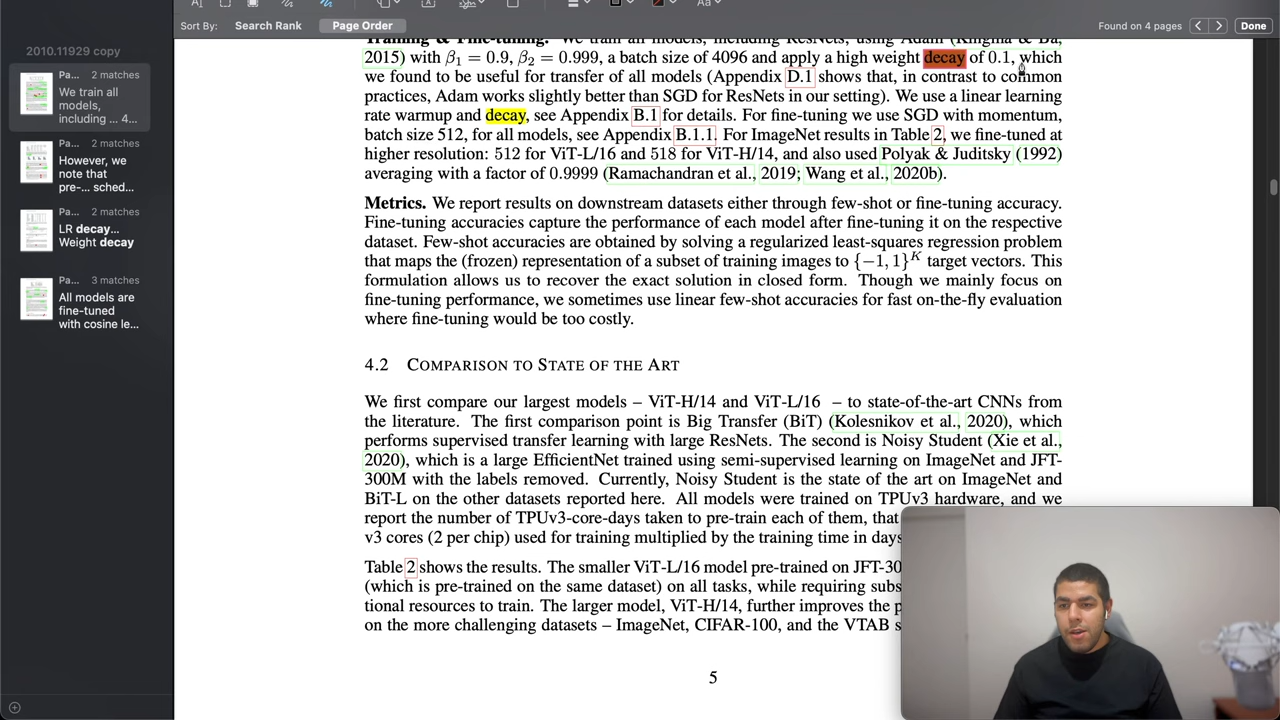 Sort By: Search Rank Page Order Found on 4 pages Done
2010.11929 copy
Pa... 2 matches
We train all
models,
including ... 4...
Pa... 2 matches
However, we
note that
pre-... sched...
Pa... 2 matches
LR decay...
Weight decay
Pa... 3 matches
All models are
fine-tuned
with cosine le...
Training & Fine-tuning. We train all models, including ResNets, using Adam (Kingma & Ba,
2015) with β1 = 0.9, β2 = 0.999, a batch size of 4096 and apply a high weight decay of 0.1, which
we found to be useful for transfer of all models (Appendix D.1 shows that, in contrast to common
practices, Adam works slightly better than SGD for ResNets in our setting). We use a linear learning
rate warmup and decay, see Appendix B.1 for details. For fine-tuning we use SGD with momentum,
batch size 512, for all models, see Appendix B.1.1. For ImageNet results in Table 2, we fine-tuned at
higher resolution: 512 for ViT-L/16 and 518 for ViT-H/14, and also used Polyak & Juditsky (1992)
averaging with a factor of 0.9999 (Ramachandran et al., 2019; Wang et al., 2020b).
Metrics. We report results on downstream datasets either through few-shot or fine-tuning accuracy.
Fine-tuning accuracies capture the performance of each model after fine-tuning it on the respective
dataset. Few-shot accuracies are obtained by solving a regularized least-squares regression problem
that maps the (frozen) representation of a subset of training images to {−1, 1}^K target vectors. This
formulation allows us to recover the exact solution in closed form. Though we mainly focus on
fine-tuning performance, we sometimes use linear few-shot accuracies for fast on-the-fly evaluation
where fine-tuning would be too costly.
4.2 COMPARISON TO STATE OF THE ART
We first compare our largest models – ViT-H/14 and ViT-L/16 – to state-of-the-art CNNs from
the literature. The first comparison point is Big Transfer (BiT) (Kolesnikov et al., 2020), which
performs supervised transfer learning with large ResNets. The second is Noisy Student (Xie et al.,
2020), which is a large EfficientNet trained using semi-supervised learning on ImageNet and JFT-
300M with the labels removed. Currently, Noisy Student is the state of the art on ImageNet and
BiT-L on the other datasets reported here. All models were trained on TPUv3 hardware, and we
report the number of TPUv3-core-days taken to pre-train each of them, that
v3 cores (2 per chip) used for training multiplied by the training time in days
Table 2 shows the results. The smaller ViT-L/16 model pre-trained on JFT-30
(which is pre-trained on the same dataset) on all tasks, while requiring subs
tional resources to train. The larger model, ViT-H/14, further improves the p
on the more challenging datasets – ImageNet, CIFAR-100, and the VTAB s
5